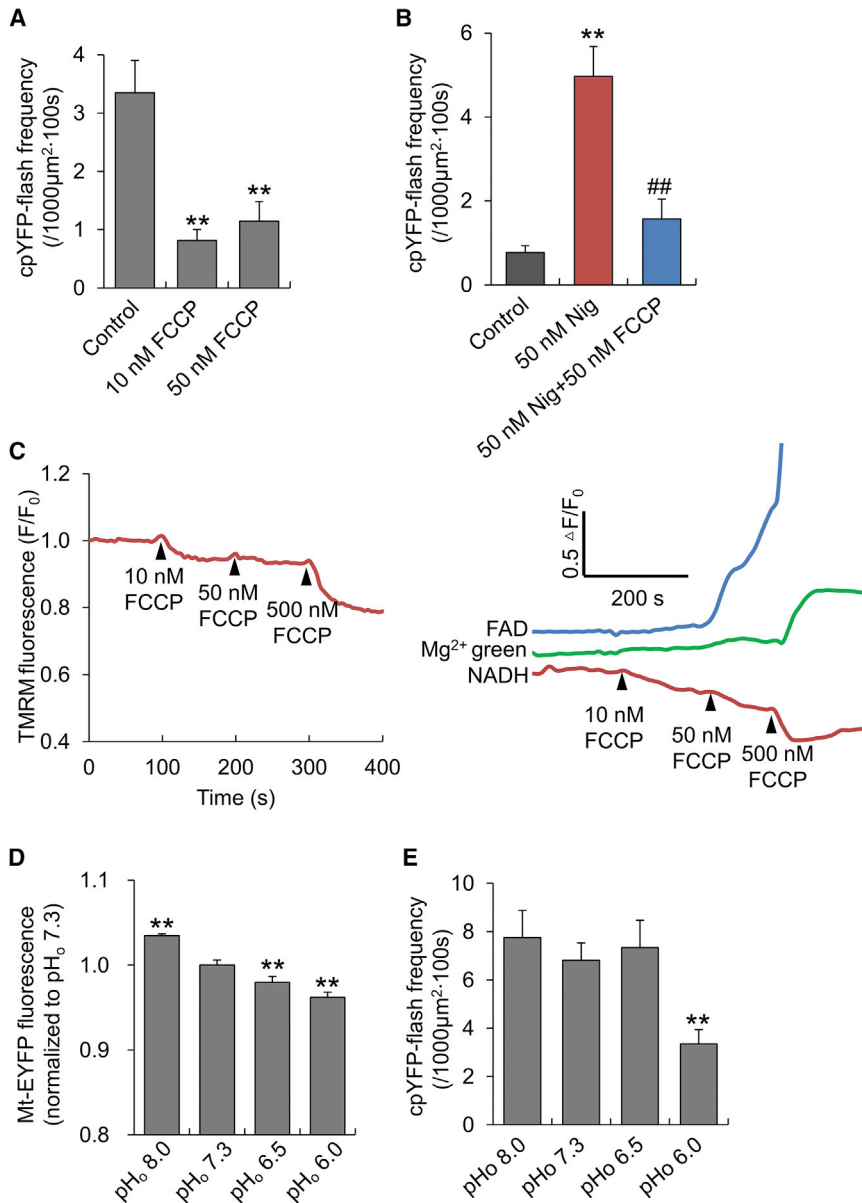 A
cpYFP-flash frequency
(/1000µm²·100s)
4
3
2
1
0
**
**
Control
10 nM FCCP
50 nM FCCP
B
cpYFP-flash frequency
(/1000µm²·100s)
6
4
2
0
**
##
Control
50 nM Nig
50 nM Nig+50 nM FCCP
C
TMRM fluorescence (F/F₀)
1.2
1.0
0.8
0.6
0.4
10 nM
FCCP
50 nM
FCCP
500 nM
FCCP
0
100
200
300
400
Time (s)
0.5 △F/F₀
200 s
FAD
Mg²⁺ green
NADH
10 nM
FCCP
50 nM
FCCP
500 nM
FCCP
D
Mt-EYFP fluorescence
(normalized to pHₒ 7.3)
1.1
1.0
0.9
0.8
**
**
**
pHₒ 8.0
pHₒ 7.3
pHₒ 6.5
pHₒ 6.0
E
cpYFP-flash frequency
(/1000µm²·100s)
10
8
6
4
2
0
**
pHo 8.0
pHo 7.3
pHo 6.5
pHo 6.0